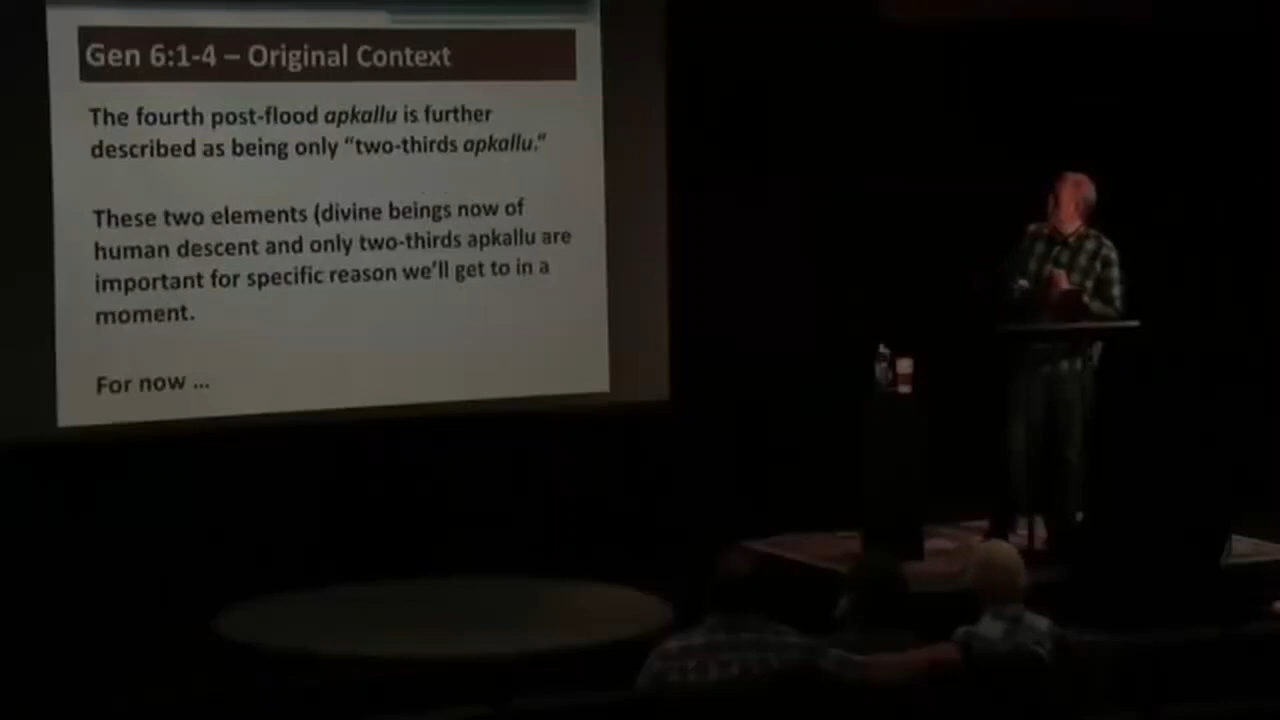 Gen 6:1-4 – Original Context
The fourth post-flood apkallu is further
described as being only “two-thirds apkallu.”
These two elements (divine beings now of
human descent and only two-thirds apkallu are
important for specific reason we’ll get to in a
moment.
For now ...